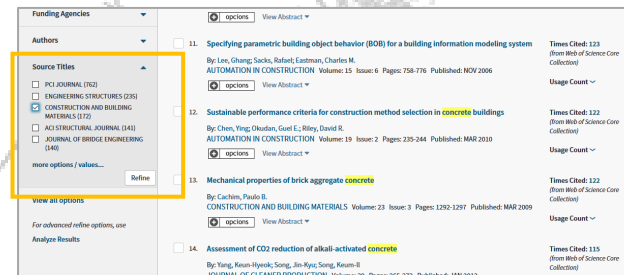 Funding Agencies
Authors
Source Titles
PCI JOURNAL (762)
ENGINEERING STRUCTURES (235)
CONSTRUCTION AND BUILDING
MATERIALS (172)
ACI STRUCTURAL JOURNAL (141)
JOURNAL OF BRIDGE ENGINEERING
(140)
more options / values...
Refine
View all options
For advanced refine options, use
Analyze Results
opcions View Abstract
11. Specifying parametric building object behavior (BOB) for a building information modeling system
By: Lee, Ghang; Sacks, Rafael; Eastman, Charles M.
AUTOMATION IN CONSTRUCTION Volume: 15 Issue: 6 Pages: 758-776 Published: NOV 2006
opcions View Abstract
Times Cited: 123
(from Web of Science Core
Collection)
Usage Count
12. Sustainable performance criteria for construction method selection in concrete buildings
By: Chen, Ying; Okudan, Guel E.; Riley, David R.
AUTOMATION IN CONSTRUCTION Volume: 19 Issue: 2 Pages: 235-244 Published: MAR 2010
opcions View Abstract
Times Cited: 122
(from Web of Science Core
Collection)
Usage Count
13. Mechanical properties of brick aggregate concrete
By: Cachim, Paulo B.
CONSTRUCTION AND BUILDING MATERIALS Volume: 23 Issue: 3 Pages: 1292-1297 Published: MAR 2009
opcions View Abstract
Times Cited: 122
(from Web of Science Core
Collection)
Usage Count
14. Assessment of CO2 reduction of alkali-activated concrete
By: Yang, Keun-Hyeok; Song, Jin-Kyu; Song, Keum-Il
JOURNAL OF CLEANER PRODUCTION
Times Cited: 115
(from Web of Science Core
Collection)